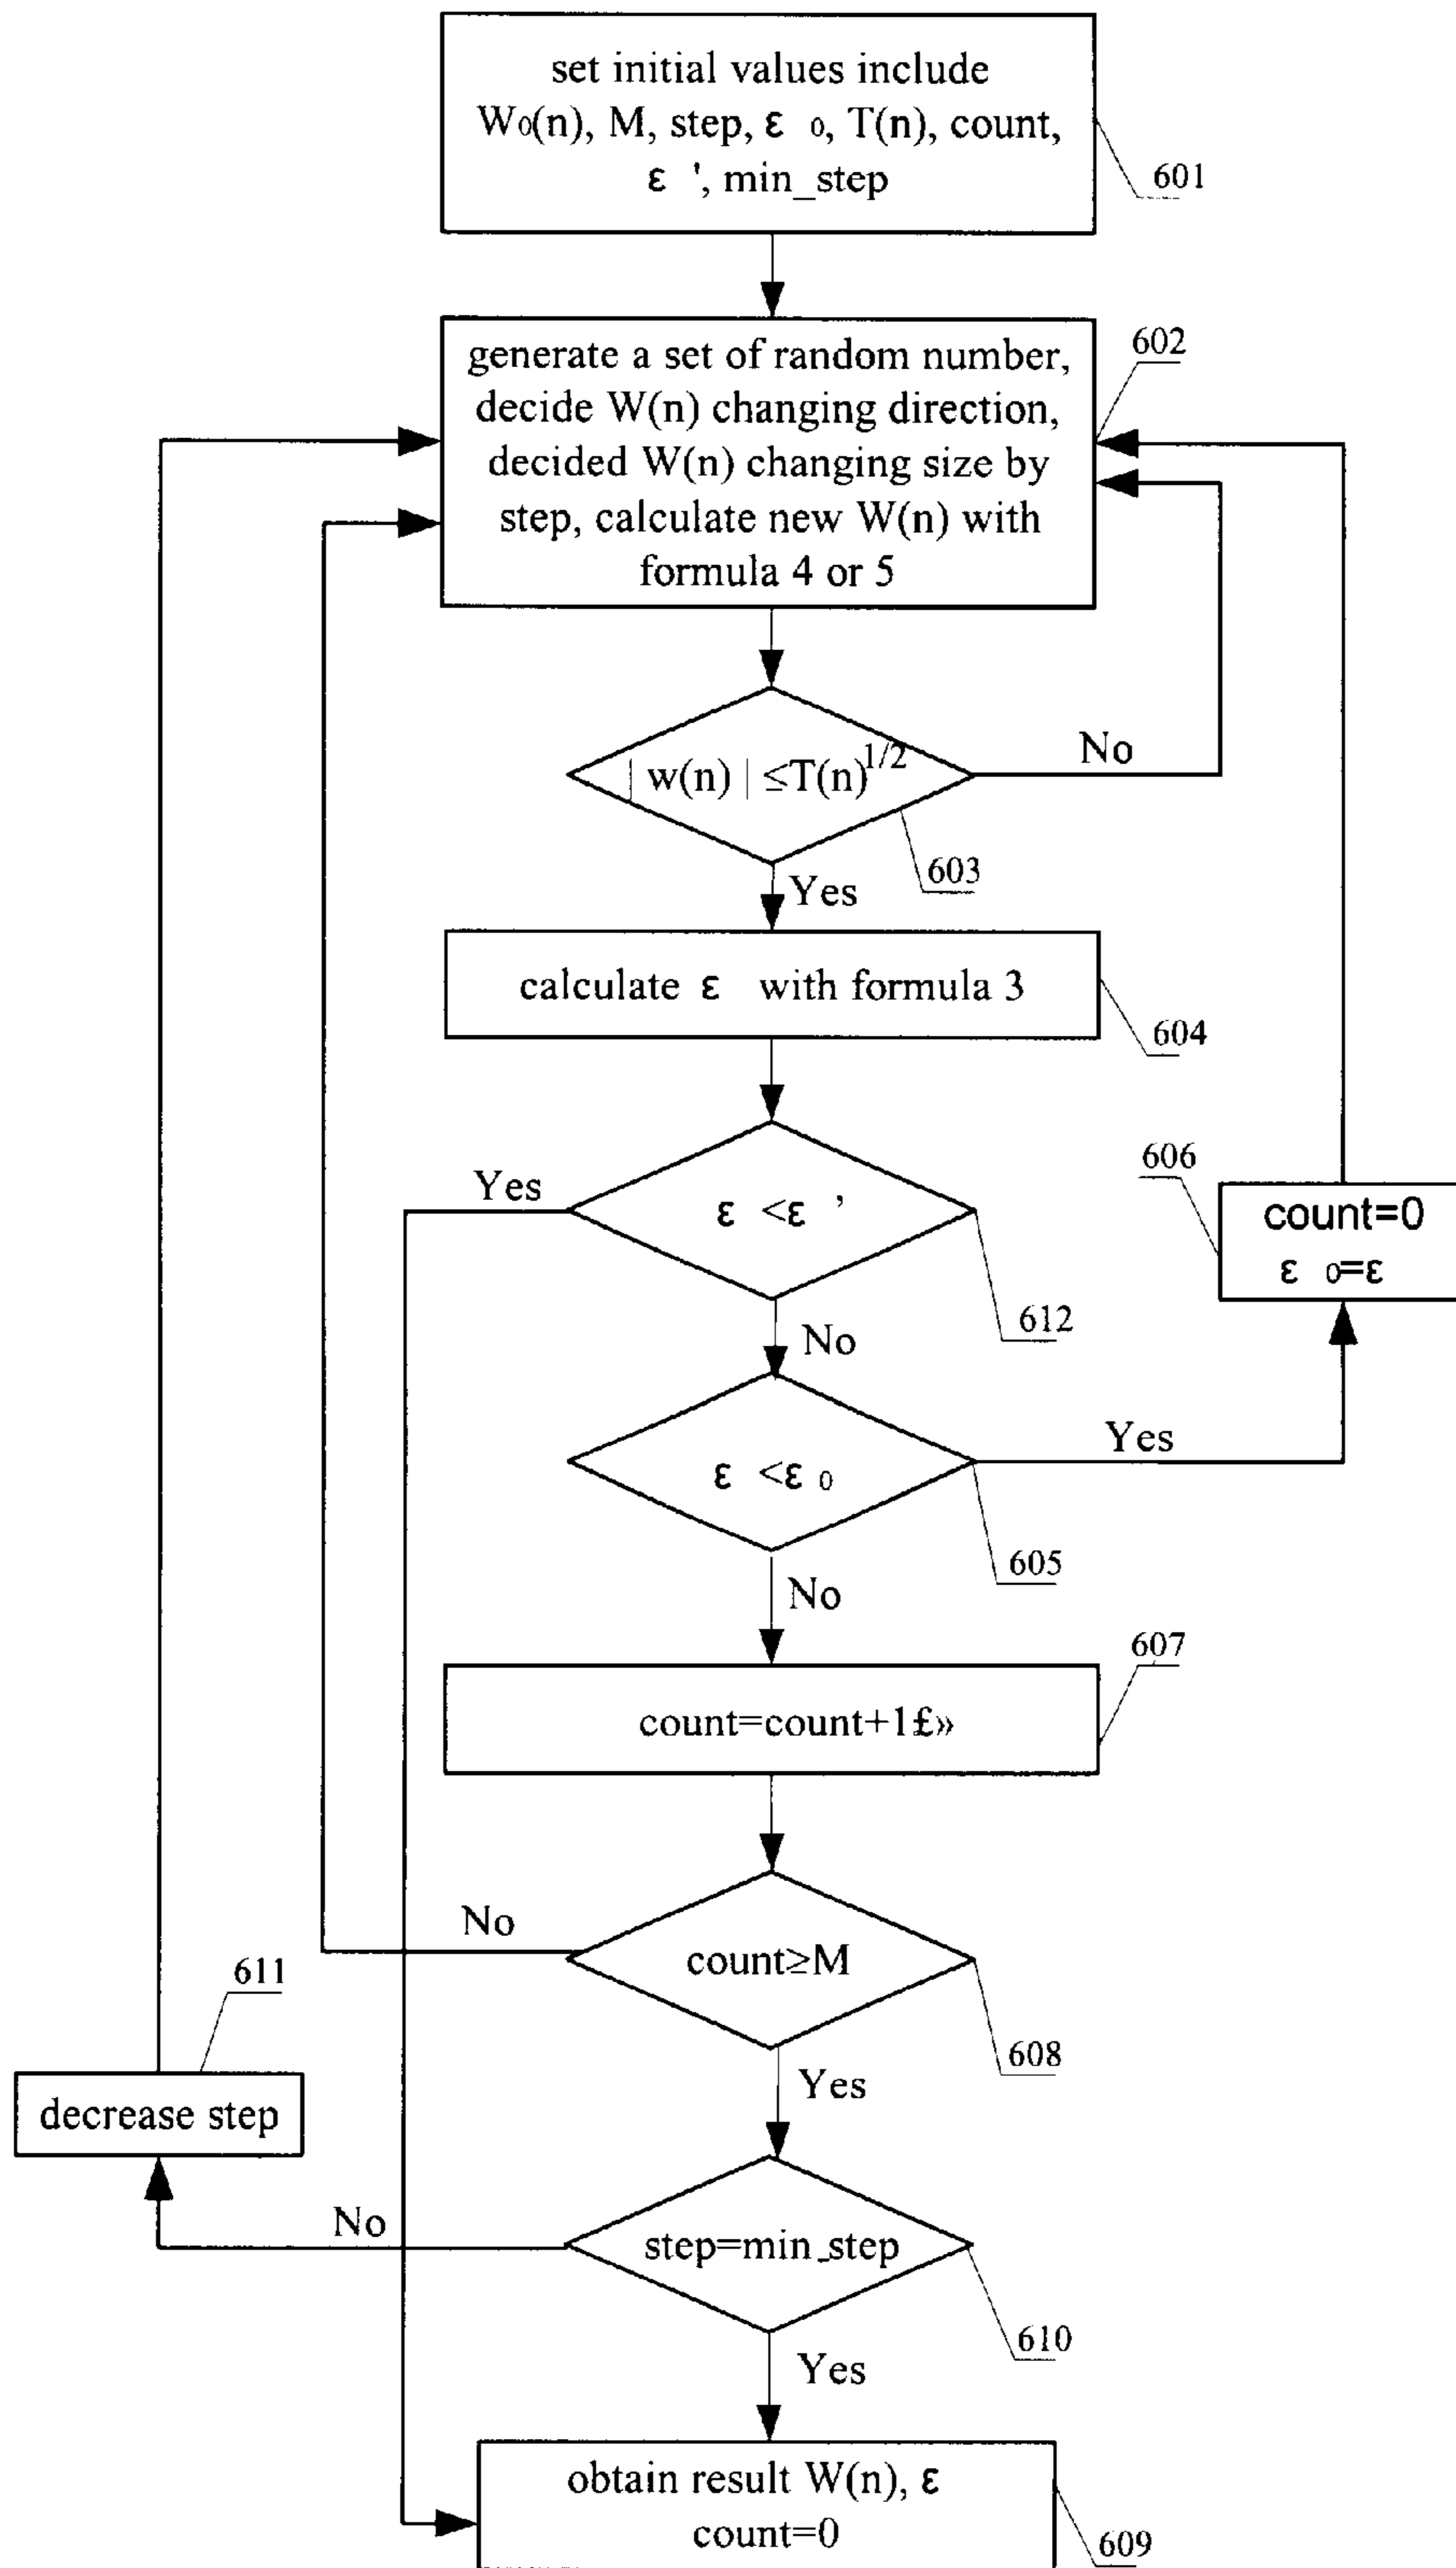 set initial values include
W₀(n), M, step, ε ₀, T(n), count,
ε ', min_step
601
generate a set of random number,
decide W(n) changing direction,
decided W(n) changing size by
step, calculate new W(n) with
formula 4 or 5
602
| w(n) | ≤T(n)^1/2
No
603
Yes
calculate ε with formula 3
604
Yes
ε <ε ’
612
606
count=0
ε ₀=ε
No
ε <ε ₀
Yes
605
No
607
count=count+1£»
No
count≥M
608
611
decrease step
Yes
No
step=min_step
610
Yes
obtain result W(n), ε
count=0
609